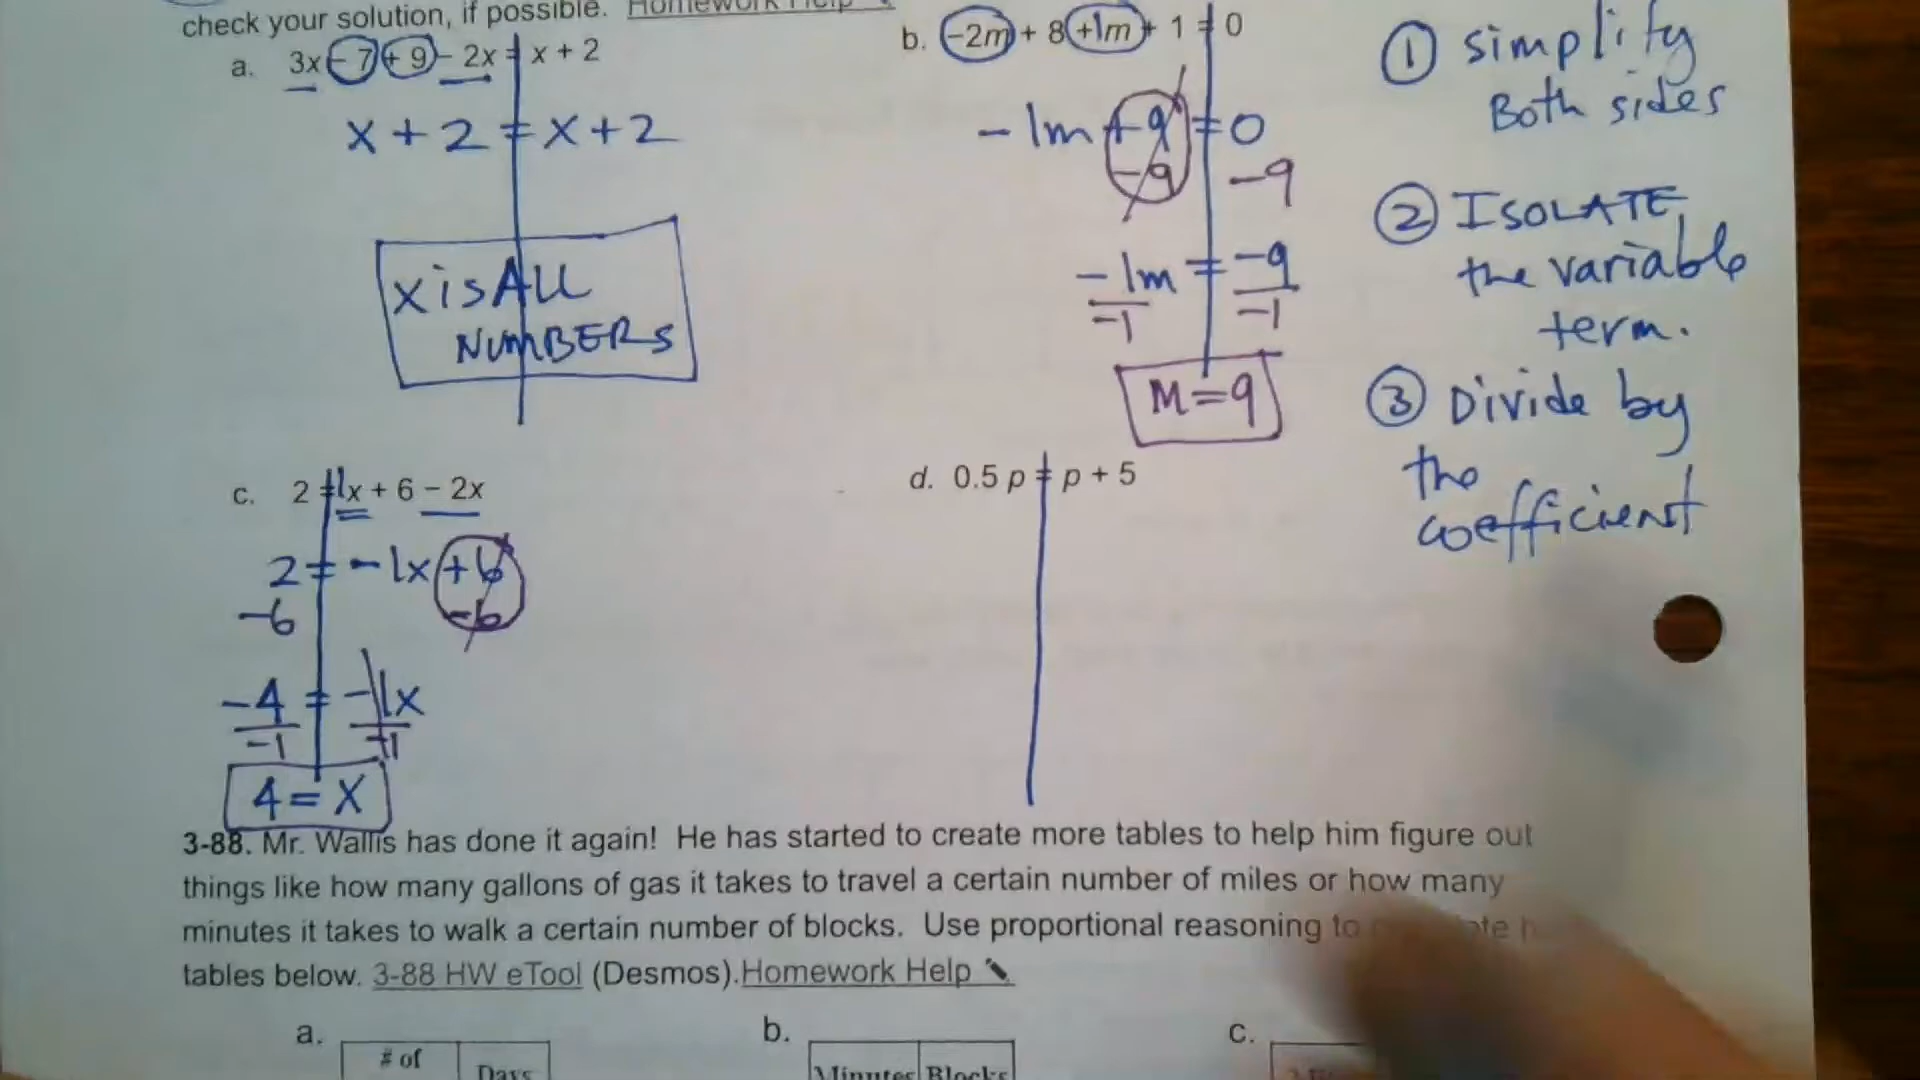 check your solution, if possible. Homework Help
a. 3x - 7 + 9 - 2x = x + 2
x + 2 = x + 2
x is ALL
NUMBERS
b. -2m + 8 + 1m + 1 = 0
- 1m + 9 = 0
-9 -9
-1m = -9
-1 -1
M = 9
① simplify
Both sides
② ISOLATE
the variable
term.
③ Divide by
the
coefficient
c. 2 = 1x + 6 - 2x
2 = -1x + 6
-6 -6
-4 = -1x
-1 -1
4 = X
d. 0.5 p = p + 5
3-88. Mr. Wallis has done it again! He has started to create more tables to help him figure out
things like how many gallons of gas it takes to travel a certain number of miles or how many
minutes it takes to walk a certain number of blocks. Use proportional reasoning to
tables below. 3-88 HW eTool (Desmos).Homework Help
a.
# of
Days
b.
Minutes Blocks
c.